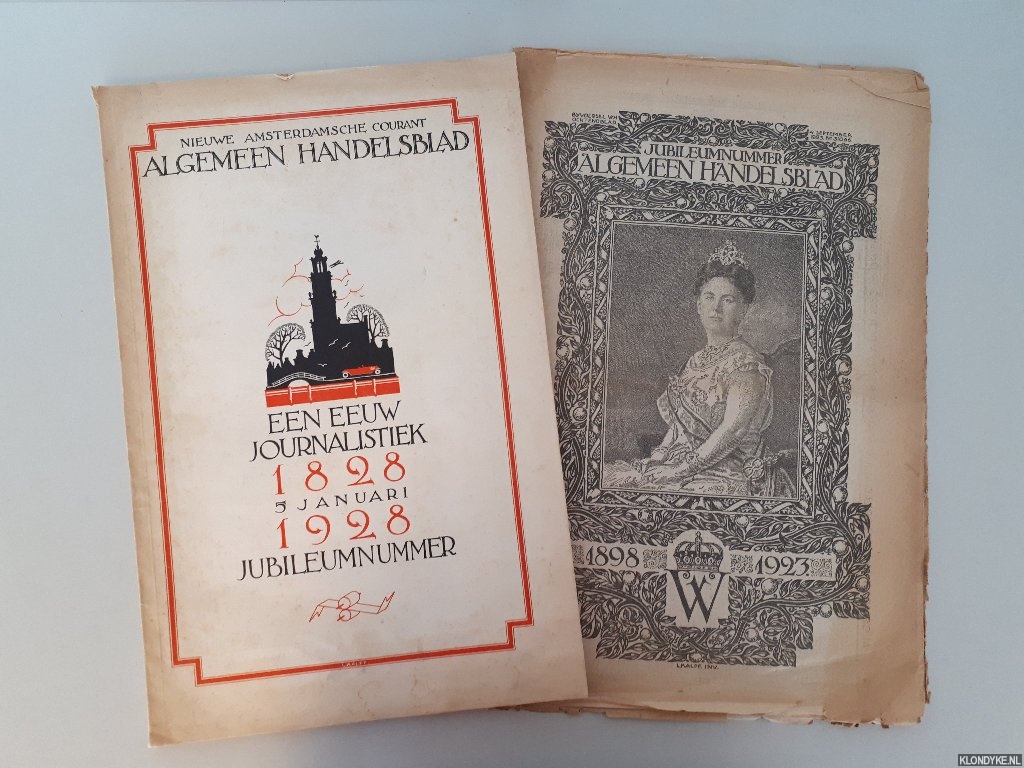 NIEUWE AMSTERDAMSCHE COURANT
ALGEMEEN HANDELSBLAD
EEN EEUW
JOURNALISTIEK
1828
5 JANUARI
1928
JUBILEUMNUMMER
JUBILEUMNUMMER
ALGEMEEN HANDELSBLAD
SEPTEMBER
1898
1923
W
KLONDYKE.NL